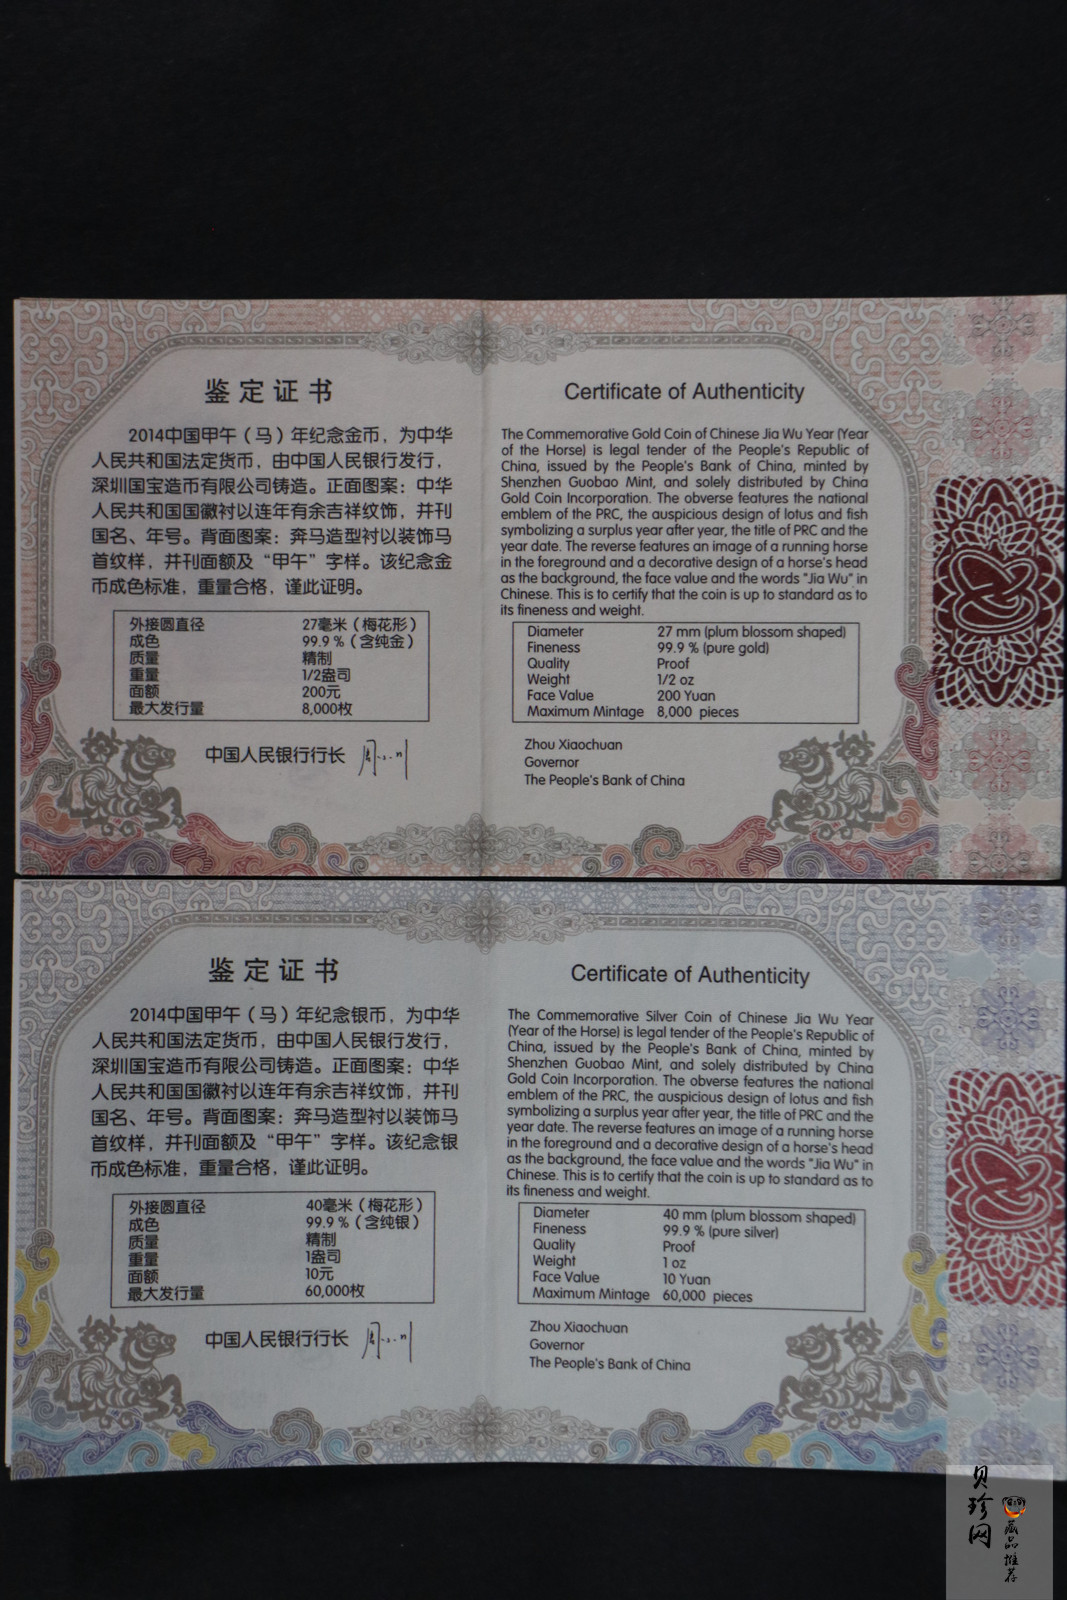 鉴定证书
2014中国甲午（马）年纪念金币，为中华
人民共和国法定货币，由中国人民银行发行，
深圳国宝造币有限公司铸造。正面图案：中华
人民共和国国徽衬以连年有余吉祥纹饰，并刊
国名、年号。背面图案：奔马造型衬以装饰马
首纹样，并刊面额及“甲午”字样。该纪念金
币成色标准，重量合格，谨此证明。
外接圆直径 27毫米（梅花形）
成色 99.9％（含纯金）
质量 精制
重量 1/2盎司
面额 200元
最大发行量 8,000枚
中国人民银行行长
Certificate of Authenticity
The Commemorative Gold Coin of Chinese Jia Wu Year (Year
of the Horse) is legal tender of the People's Republic of
China, issued by the People's Bank of China, minted by
Shenzhen Guobao Mint, and solely distributed by China
Gold Coin Incorporation. The obverse features the national
emblem of the PRC, the auspicious design of lotus and fish
symbolizing a surplus year after year, the title of PRC and the
year date. The reverse features an image of a running horse
in the foreground and a decorative design of a horse's head
as the background, the face value and the words "Jia Wu" in
Chinese. This is to certify that the coin is up to standard as to
its fineness and weight.
Diameter 27 mm (plum blossom shaped)
Fineness 99.9 % (pure gold)
Quality Proof
Weight 1/2 oz
Face Value 200 Yuan
Maximum Mintage 8,000 pieces
Zhou Xiaochuan
Governor
The People's Bank of China
鉴定证书
2014中国甲午（马）年纪念银币，为中华
人民共和国法定货币，由中国人民银行发行，
深圳国宝造币有限公司铸造。正面图案：中华
人民共和国国徽衬以连年有余吉祥纹饰，并刊
国名、年号。背面图案：奔马造型衬以装饰马
首纹样，并刊面额及“甲午”字样。该纪念银
币成色标准，重量合格，谨此证明。
外接圆直径 40毫米（梅花形）
成色 99.9％（含纯银）
质量 精制
重量 1盎司
面额 10元
最大发行量 60,000枚
中国人民银行行长
Certificate of Authenticity
The Commemorative Silver Coin of Chinese Jia Wu Year
(Year of the Horse) is legal tender of the People's Republic of
China, issued by the People's Bank of China, minted by
Shenzhen Guobao Mint, and solely distributed by China
Gold Coin Incorporation. The obverse features the national
emblem of the PRC, the auspicious design of lotus and fish
symbolizing a surplus year after year, the title of PRC and the
year date. The reverse features an image of a running horse
in the foreground and a decorative design of a horse's head
as the background, the face value and the words "Jia Wu" in
Chinese. This is to certify that the coin is up to standard as to
its fineness and weight.
Diameter 40 mm (plum blossom shaped)
Fineness 99.9 % (pure silver)
Quality Proof
Weight 1 oz
Face Value 10 Yuan
Maximum Mintage 60,000 pieces
Zhou Xiaochuan
Governor
The People's Bank of China
贝珍网
藏品推荐